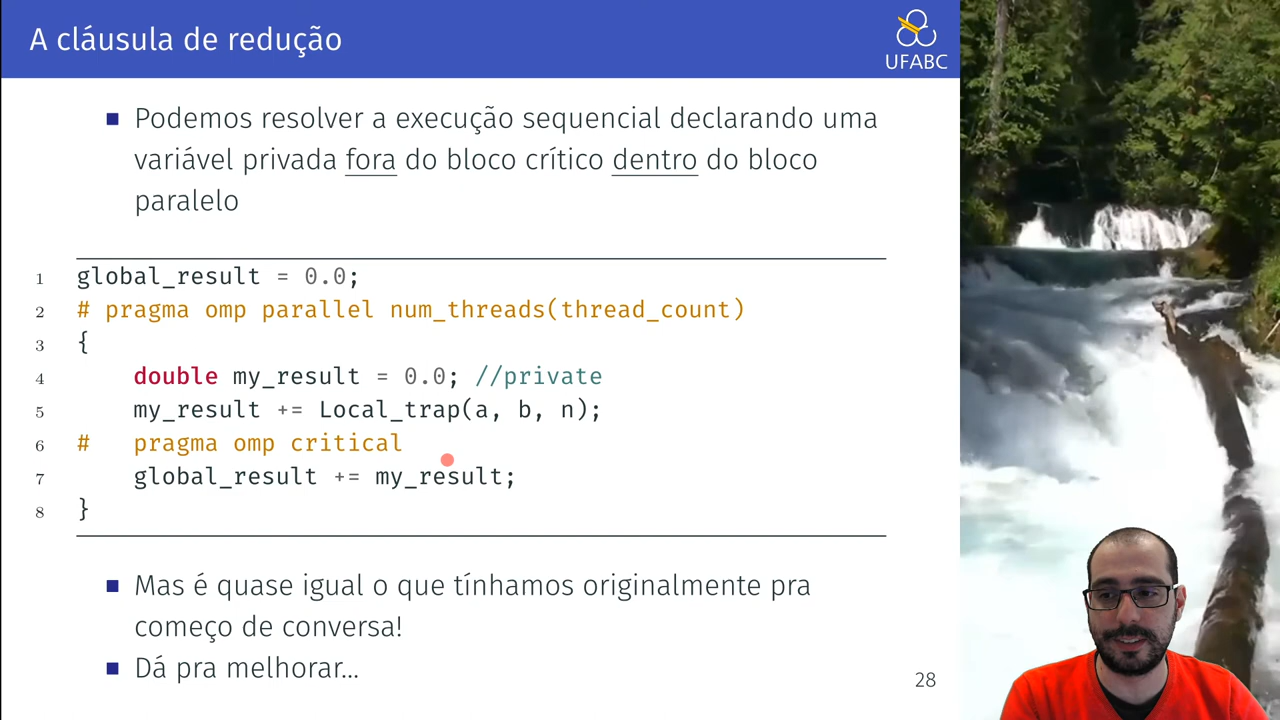 A cláusula de redução
UFABC
■ Podemos resolver a execução sequencial declarando uma
variável privada fora do bloco crítico dentro do bloco
paralelo
1 global_result = 0.0;
2 # pragma omp parallel num_threads(thread_count)
3 {
4 double my_result = 0.0; //private
5 my_result += Local_trap(a, b, n);
6 # pragma omp critical
7 global_result += my_result;
8 }
■ Mas é quase igual o que tínhamos originalmente pra
começo de conversa!
■ Dá pra melhorar...
28